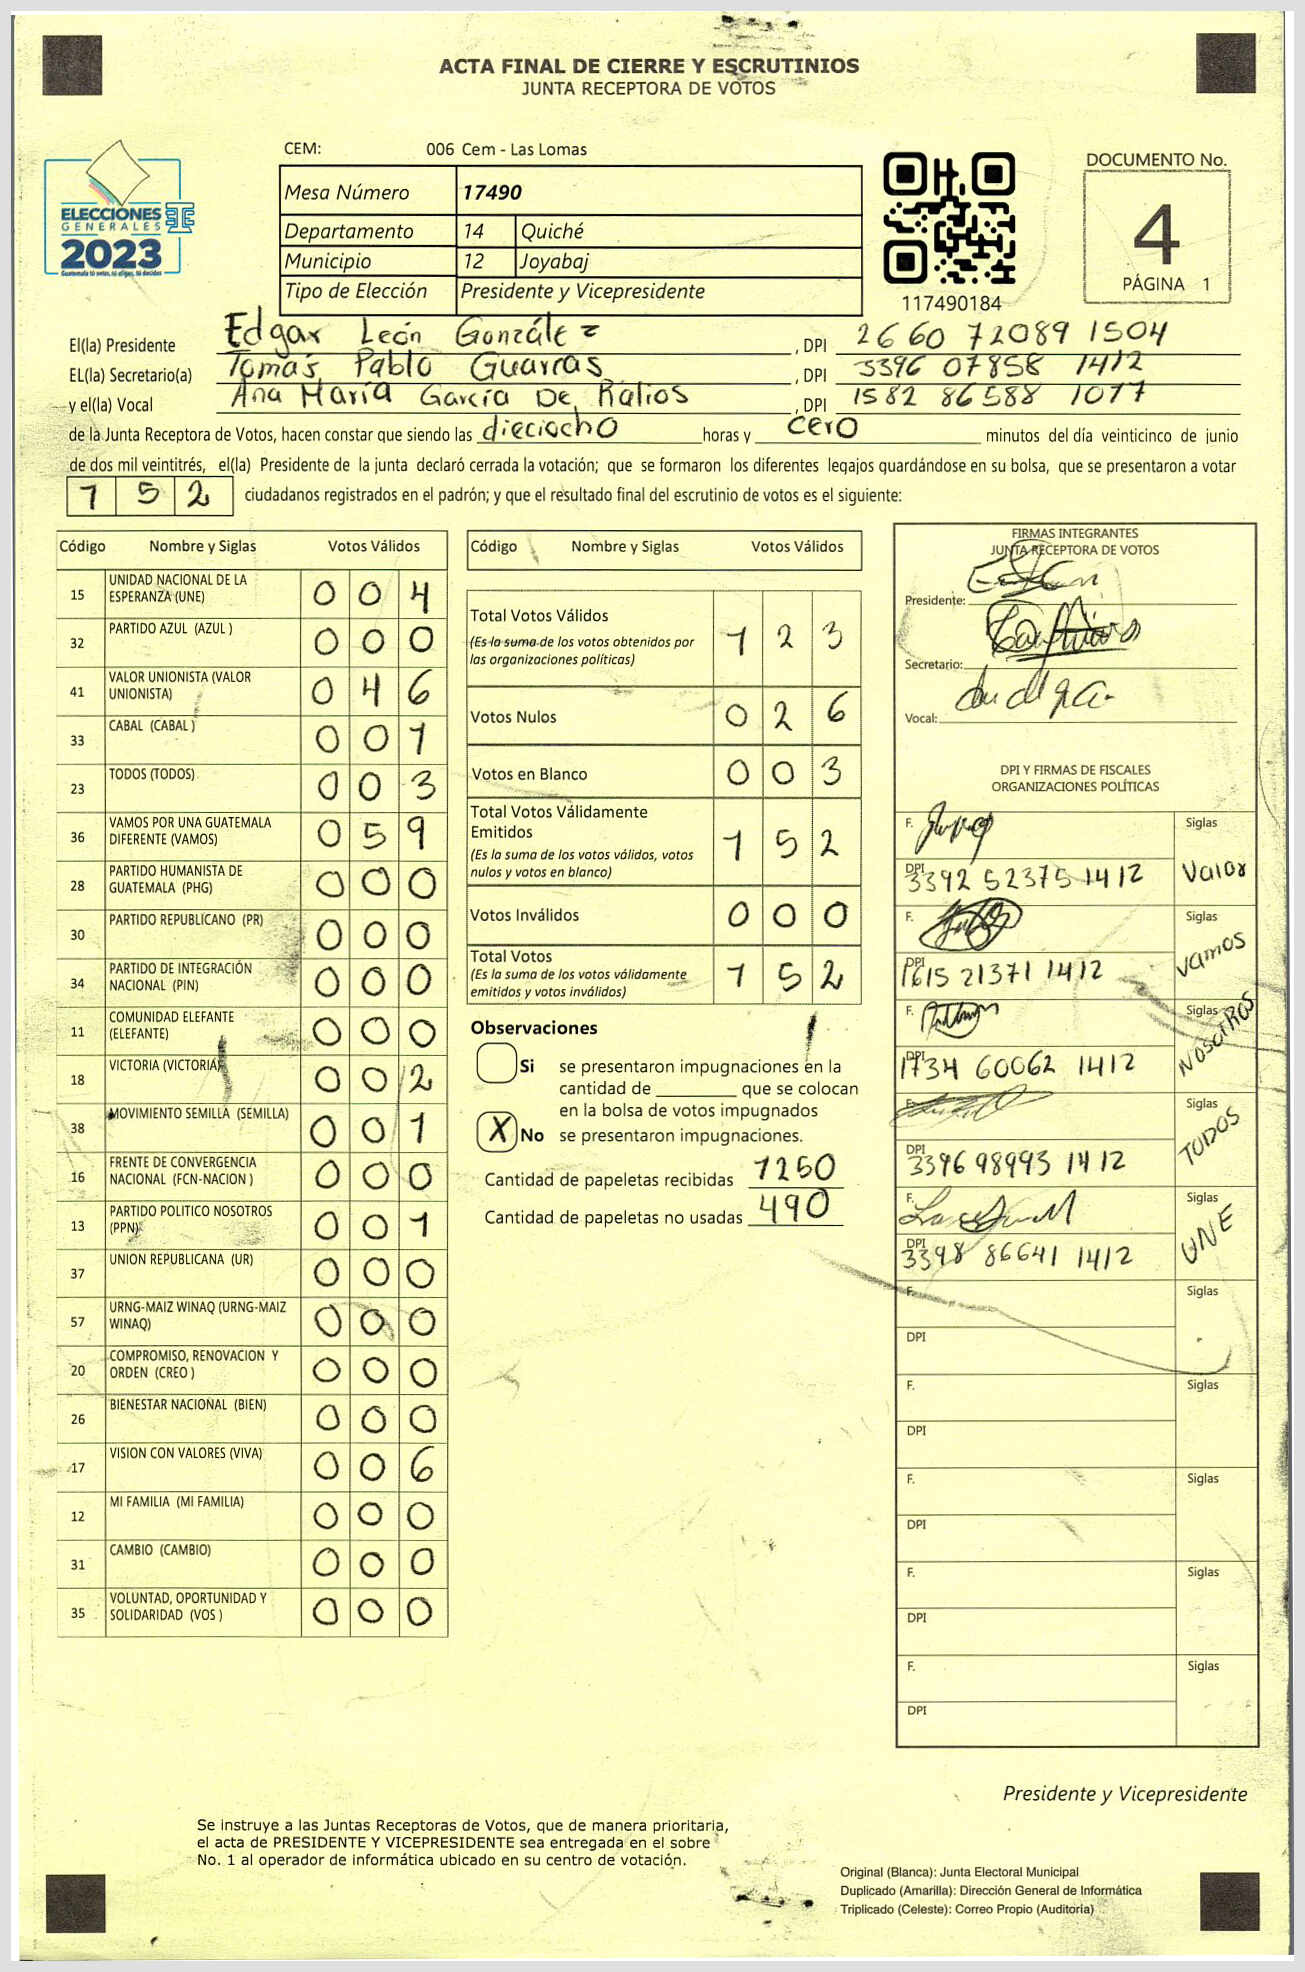 ACTA FINAL DE CIERRE Y ESCRUTINIOS
JUNTA RECEPTORA DE VOTOS
CEM: 006 Cem - Las Lomas
ELECCIONES
GENERALES
2023
Guatemala tú votas, tú eliges, tú decides
Mesa Número 17490
Departamento 14 Quiché
Municipio 12 Joyabaj
Tipo de Elección Presidente y Vicepresidente
117490184
DOCUMENTO No.
4
PÁGINA 1
El(la) Presidente Edgar León González , DPI 2660 72089 1504
EL(la) Secretario(a) Tomás Pablo Guarcas , DPI 3396 07858 1412
y el(la) Vocal Ana María García De Ralios , DPI 1582 86588 1077
de la Junta Receptora de Votos, hacen constar que siendo las dieciocho horas y cero minutos del día veinticinco de junio
de dos mil veintitrés, el(la) Presidente de la junta declaró cerrada la votación; que se formaron los diferentes legajos guardándose en su bolsa, que se presentaron a votar
152 ciudadanos registrados en el padrón; y que el resultado final del escrutinio de votos es el siguiente:
Código Nombre y Siglas Votos Válidos
15 UNIDAD NACIONAL DE LA
ESPERANZA (UNE) 0 0 4
32 PARTIDO AZUL (AZUL ) 0 0 0
41 VALOR UNIONISTA (VALOR
UNIONISTA) 0 4 6
33 CABAL (CABAL ) 0 0 1
23 TODOS (TODOS) 0 0 3
36 VAMOS POR UNA GUATEMALA
DIFERENTE (VAMOS) 0 5 9
28 PARTIDO HUMANISTA DE
GUATEMALA (PHG) 0 0 0
30 PARTIDO REPUBLICANO (PR) 0 0 0
34 PARTIDO DE INTEGRACIÓN
NACIONAL (PIN) 0 0 0
11 COMUNIDAD ELEFANTE
(ELEFANTE) 0 0 0
18 VICTORIA (VICTORIA) 0 0 2
38 MOVIMIENTO SEMILLA (SEMILLA) 0 0 1
16 FRENTE DE CONVERGENCIA
NACIONAL (FCN-NACION ) 0 0 0
13 PARTIDO POLITICO NOSOTROS
(PPN) 0 0 1
37 UNION REPUBLICANA (UR) 0 0 0
57 URNG-MAIZ WINAQ (URNG-MAIZ
WINAQ) 0 0 0
20 COMPROMISO, RENOVACION Y
ORDEN (CREO ) 0 0 0
26 BIENESTAR NACIONAL (BIEN) 0 0 0
17 VISION CON VALORES (VIVA) 0 0 6
12 MI FAMILIA (MI FAMILIA) 0 0 0
31 CAMBIO (CAMBIO) 0 0 0
35 VOLUNTAD, OPORTUNIDAD Y
SOLIDARIDAD (VOS ) 0 0 0
Código Nombre y Siglas Votos Válidos
Total Votos Válidos 1 2 3
(Es la suma de los votos obtenidos por
las organizaciones políticas)
Votos Nulos 0 2 6
Votos en Blanco 0 0 3
Total Votos Válidamente
Emitidos 1 5 2
(Es la suma de los votos válidos, votos
nulos y votos en blanco)
Votos Inválidos 0 0 0
Total Votos 1 5 2
(Es la suma de los votos válidamente
emitidos y votos inválidos)
Observaciones
Si se presentaron impugnaciones en la
cantidad de ________ que se colocan
en la bolsa de votos impugnados
X No se presentaron impugnaciones.
Cantidad de papeletas recibidas 1250
Cantidad de papeletas no usadas 490
FIRMAS INTEGRANTES
JUNTA RECEPTORA DE VOTOS
Presidente:
Secretario:
Vocal:
DPI Y FIRMAS DE FISCALES
ORGANIZACIONES POLÍTICAS
F. Siglas
DPI 3392 52375 1412 Valor
F. Siglas
DPI 1615 21371 1412 Vamos
F. Siglas
DPI 1734 60062 1412 NOSOTROS
F. Siglas
DPI 3396 98993 1412 TODOS
F. Siglas
DPI 3398 86641 1412 UNE
F. Siglas
DPI
F. Siglas
DPI
F. Siglas
DPI
F. Siglas
DPI
F. Siglas
DPI
Presidente y Vicepresidente
Se instruye a las Juntas Receptoras de Votos, que de manera prioritaria,
el acta de PRESIDENTE Y VICEPRESIDENTE sea entregada en el sobre
No. 1 al operador de informática ubicado en su centro de votación.
Original (Blanca): Junta Electoral Municipal
Duplicado (Amarilla): Dirección General de Informática
Triplicado (Celeste): Correo Propio (Auditoria)